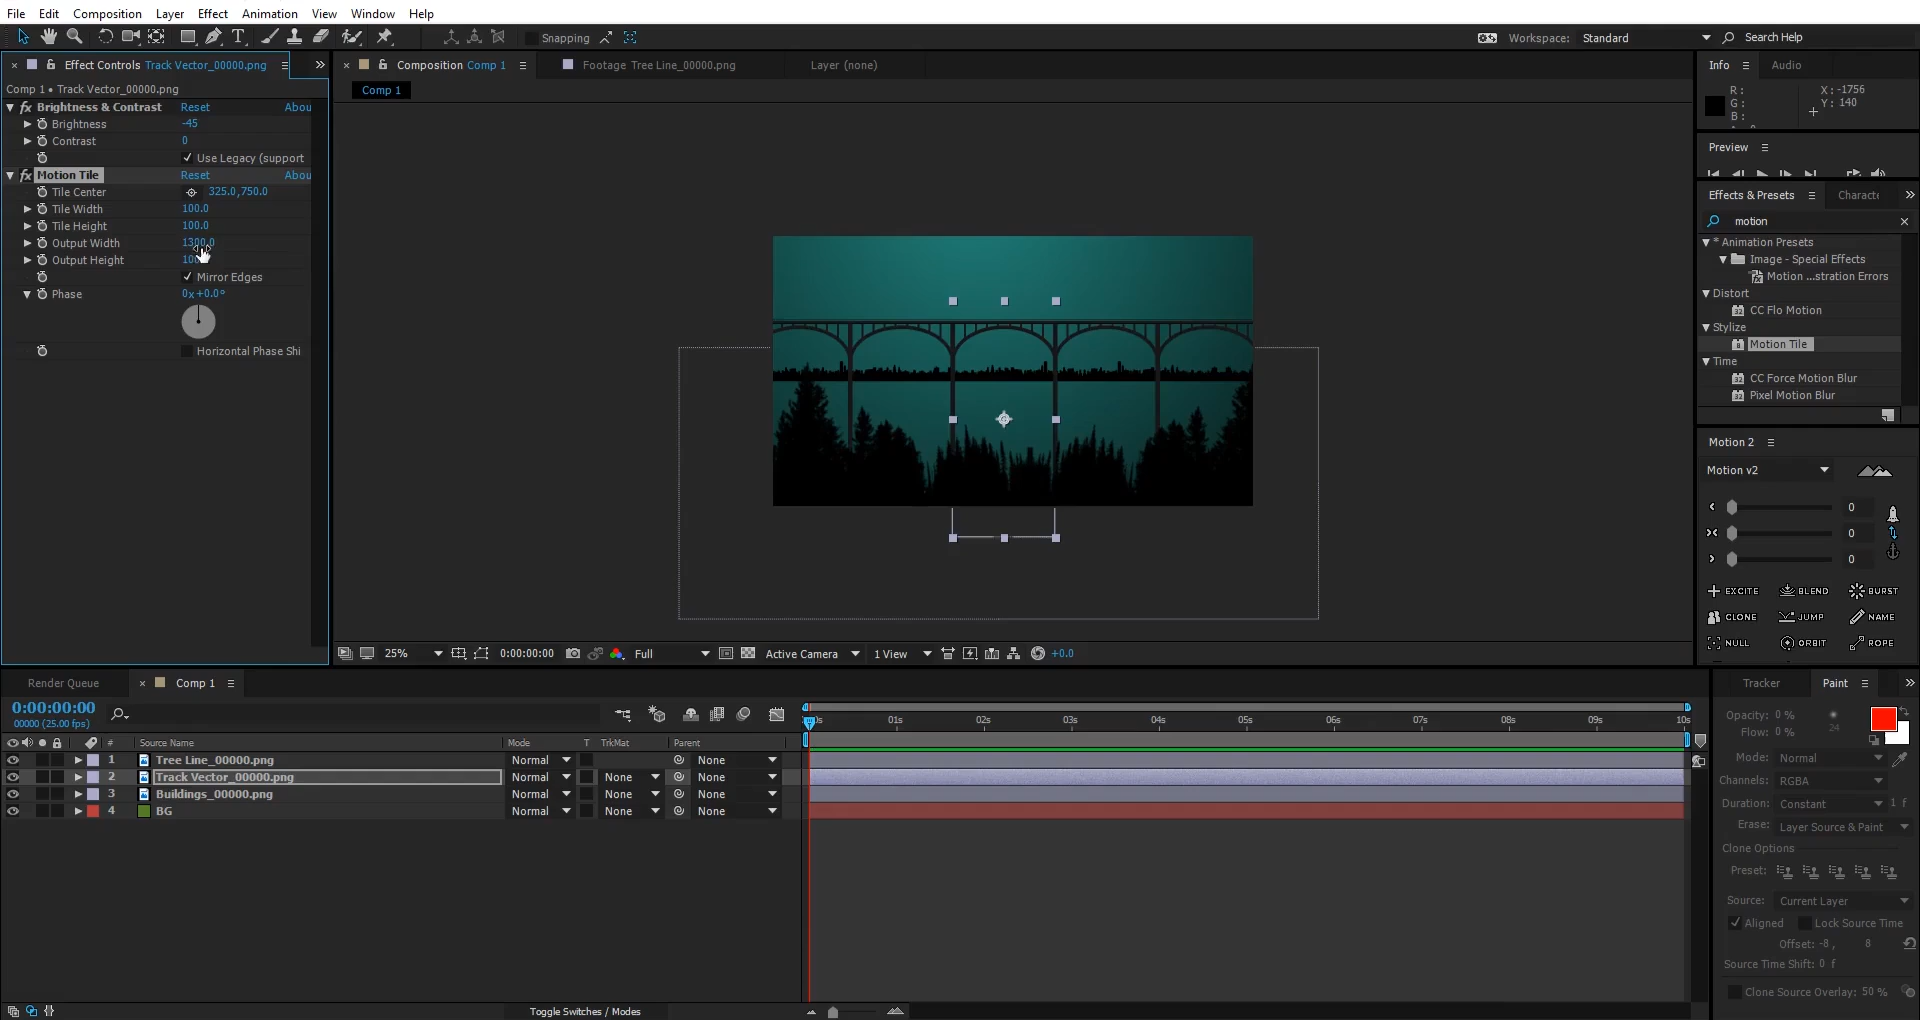 File Edit Composition Layer Effect Animation View Window Help
Snapping
Workspace: Standard
Search Help
Effect Controls Track Vector_00000.png
Comp 1 • Track Vector_00000.png
fx Brightness & Contrast Reset Abou
Brightness -45
Contrast 0
Use Legacy (support
fx Motion Tile Reset Abou
Tile Center 325.0,750.0
Tile Width 100.0
Tile Height 100.0
Output Width 1300.0
Output Height
Mirror Edges
Phase 0x+0.0°
Horizontal Phase Shi
Composition Comp 1
Footage Tree Line_00000.png
Layer (none)
Comp 1
25%
0:00:00:00
Full
Active Camera
1 View
+0.0
Info Audio
R:
G:
B:
X: -1756
Y: 140
Preview
Effects & Presets
motion
* Animation Presets
Image - Special Effects
Motion ...stration Errors
Distort
CC Flo Motion
Stylize
Motion Tile
Time
CC Force Motion Blur
Pixel Motion Blur
Motion 2
Motion v2
0
0
0
EXCITE BLEND BURST
CLONE JUMP NAME
NULL ORBIT ROPE
Render Queue
Comp 1
0:00:00:00
00000 (25.00 fps)
# Source Name Mode T TrkMat Parent
1 Tree Line_00000.png Normal None
2 Track Vector_00000.png Normal None None
3 Buildings_00000.png Normal None None
4 BG Normal None None
01s 02s 03s 04s 05s 06s 07s 08s 09s 10s
Toggle Switches / Modes
Tracker Paint
Opacity: 0 %
Flow: 0 %
24
Mode: Normal
Channels: RGBA
Duration: Constant 1 f
Erase: Layer Source & Paint
Clone Options
Preset:
Source: Current Layer
Aligned Lock Source Time
Offset: -8 , 8
Source Time Shift: 0 f
Clone Source Overlay: 50 %